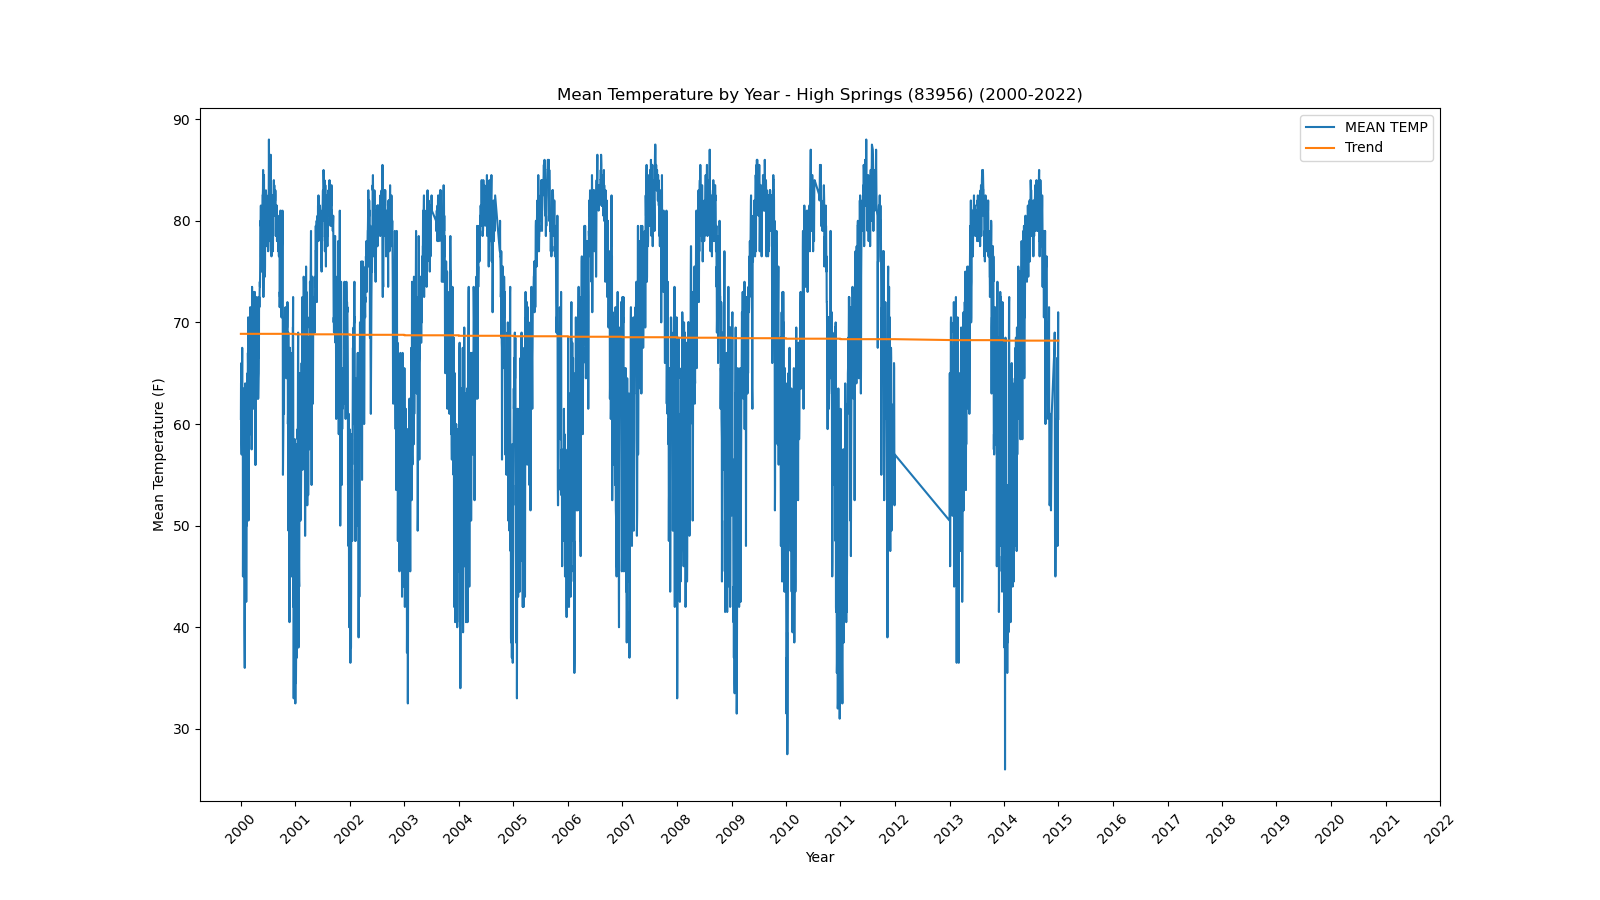 Mean Temperature by Year - High Springs (83956) (2000-2022)
MEAN TEMP
Trend
Mean Temperature (F)
90
80
70
60
50
40
30
2000 2001 2002 2003 2004 2005 2006 2007 2008 2009 2010 2011 2012 2013 2014 2015 2016 2017 2018 2019 2020 2021 2022
Year